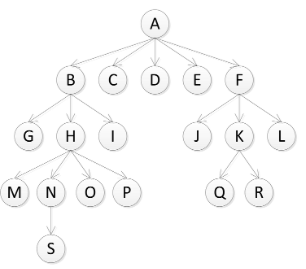 A
B C D E F
G H I J K L
M N O P Q R
S